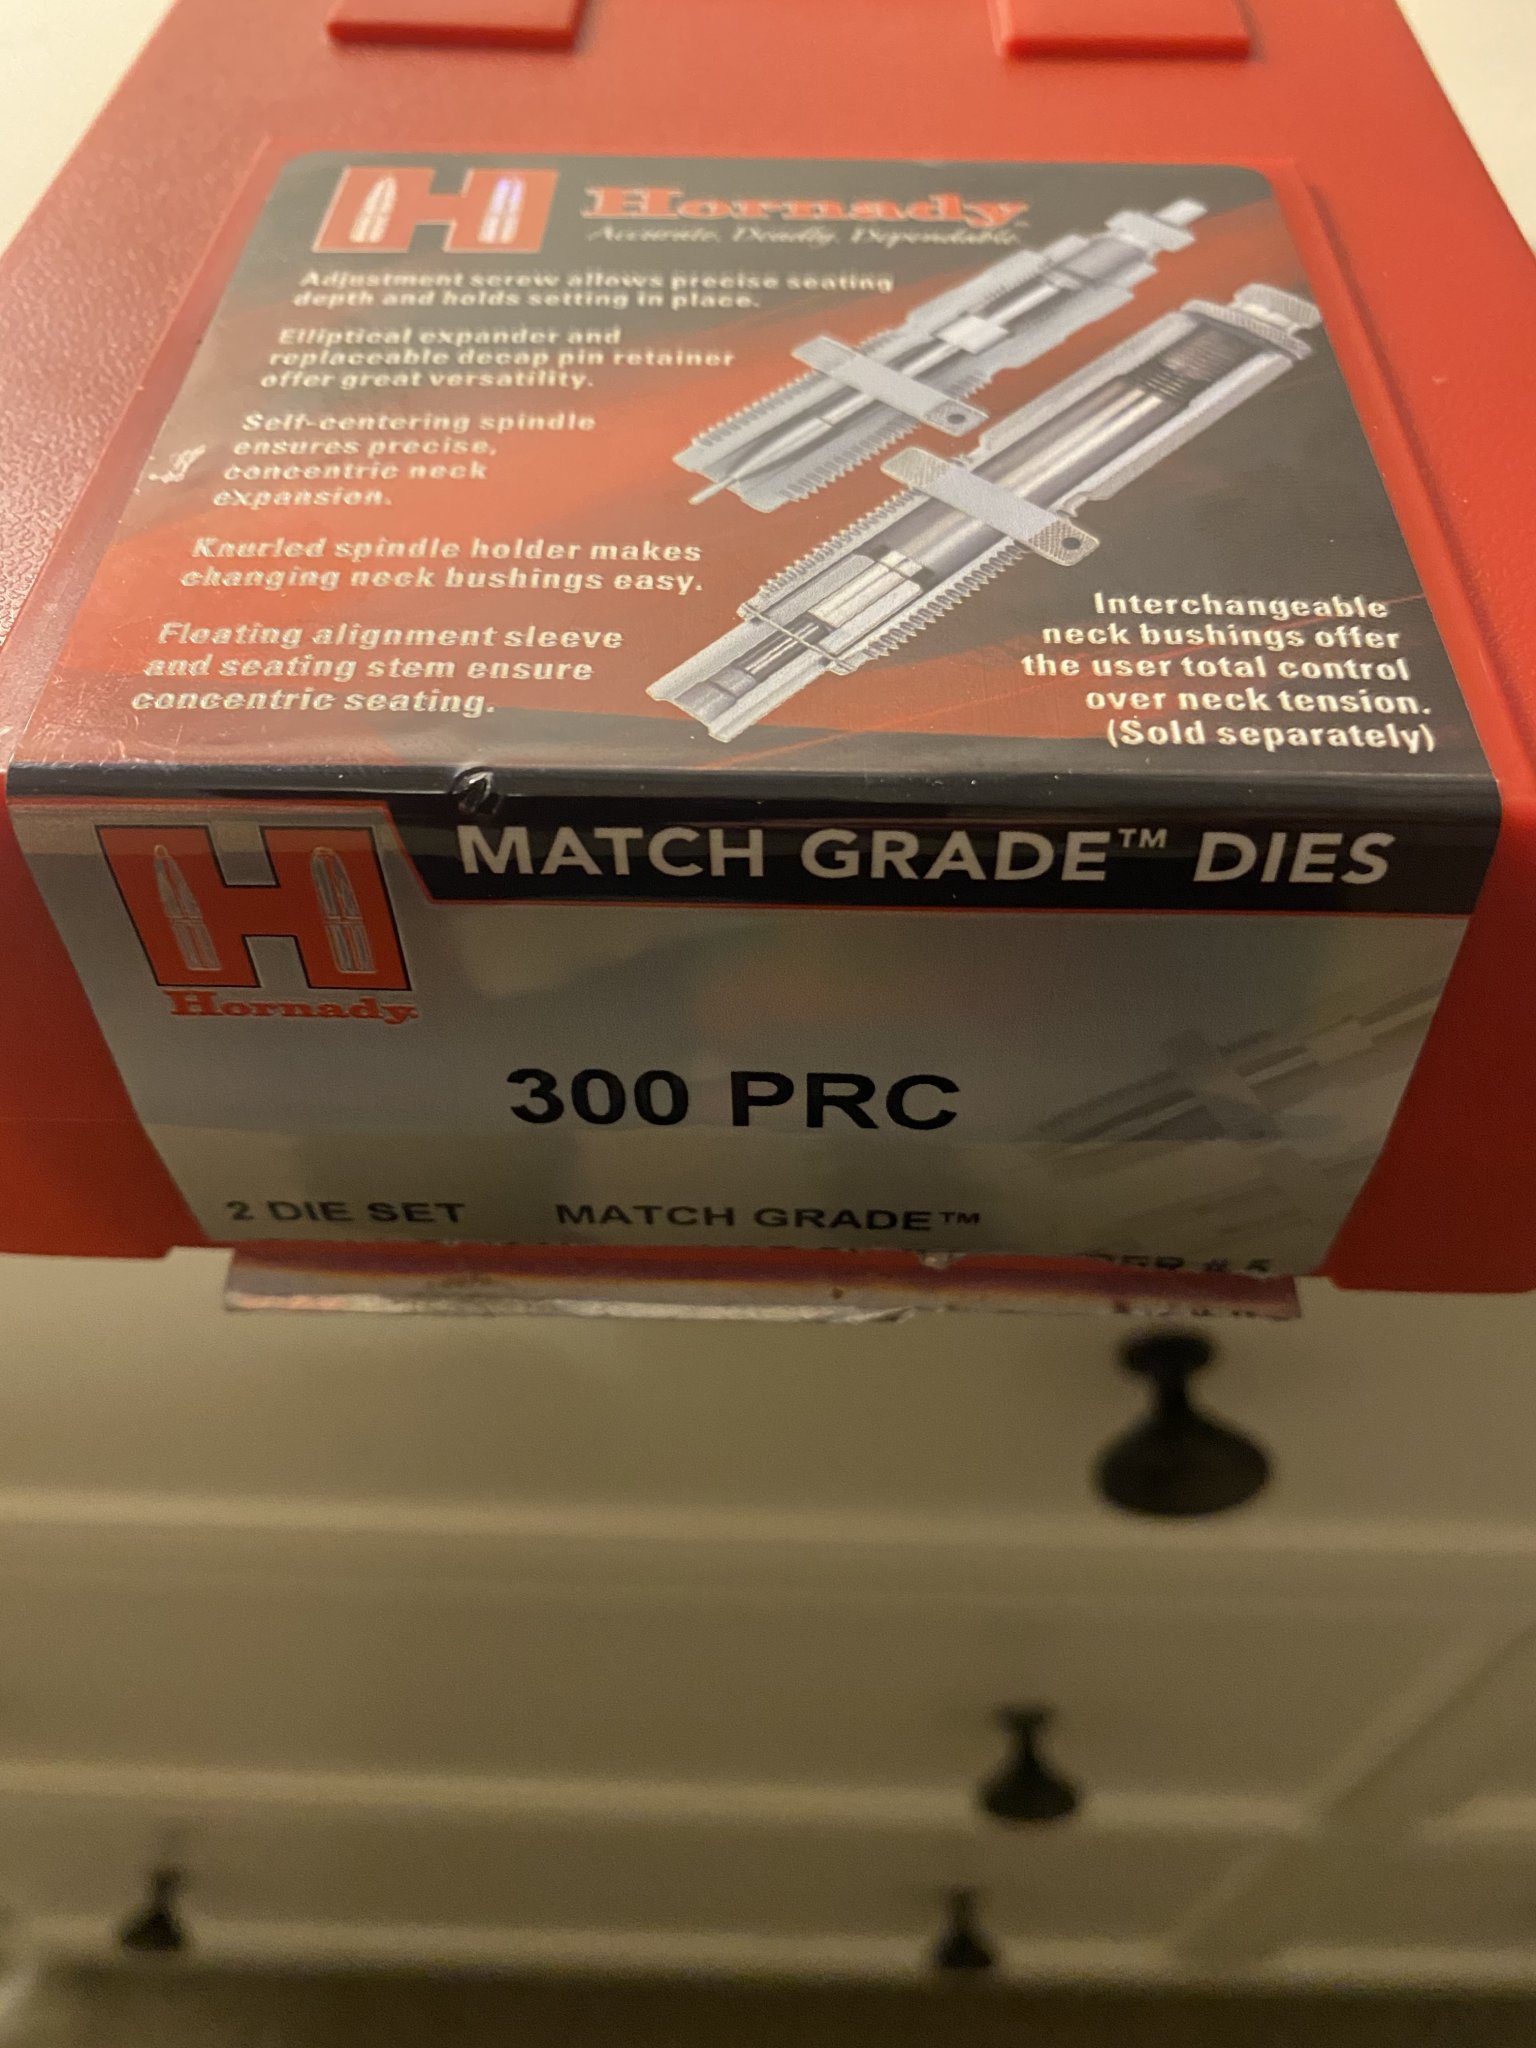 Hornady
Accurate. Deadly. Dependable.
Adjustment screw allows precise seating
depth and holds setting in place.
Elliptical expander and
replaceable decap pin retainer
offer great versatility.
Self-centering spindle
ensures precise,
concentric neck
expansion.
Knurled spindle holder makes
changing neck bushings easy.
Floating alignment sleeve
and seating stem ensure
concentric seating.
Interchangeable
neck bushings offer
the user total control
over neck tension.
(Sold separately)
MATCH GRADE™ DIES
Hornady
300 PRC
2 DIE SET MATCH GRADE™